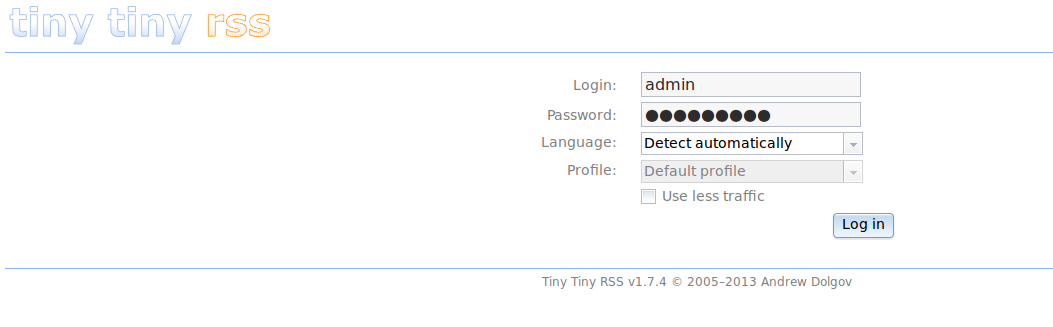 tiny tiny rss
Login: admin
Password: ●●●●●●●●●
Language: Detect automatically
Profile: Default profile
Use less traffic
Log in
Tiny Tiny RSS v1.7.4 © 2005–2013 Andrew Dolgov